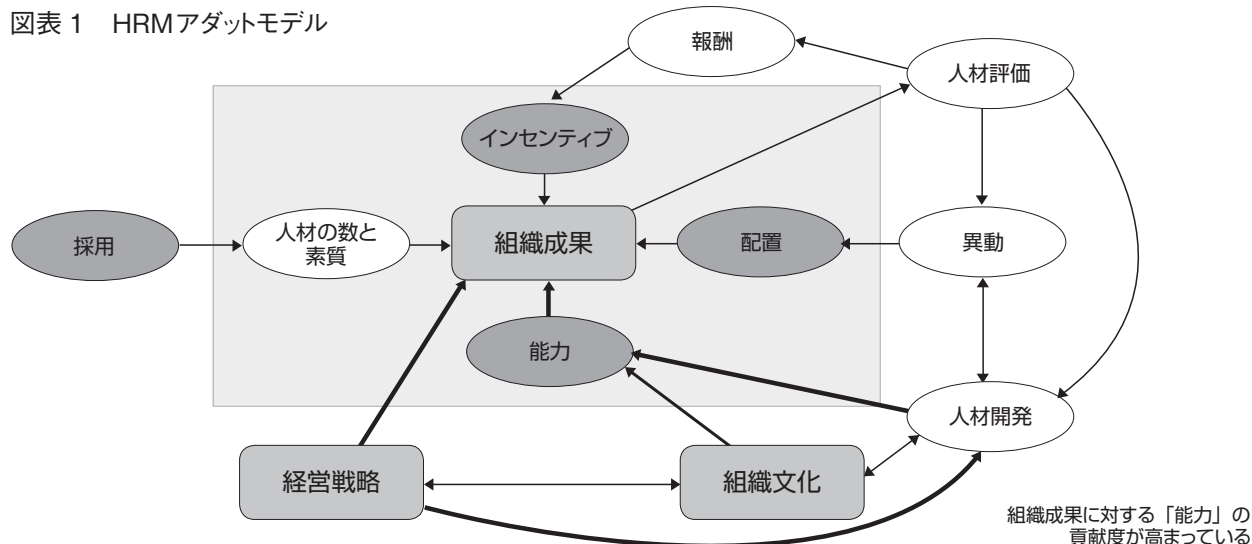 図表 1　HRMアダットモデル
報酬
人材評価
インセンティブ
採用
人材の数と
素質
組織成果
配置
異動
能力
人材開発
経営戦略
組織文化
組織成果に対する「能力」の
貢献度が高まっている